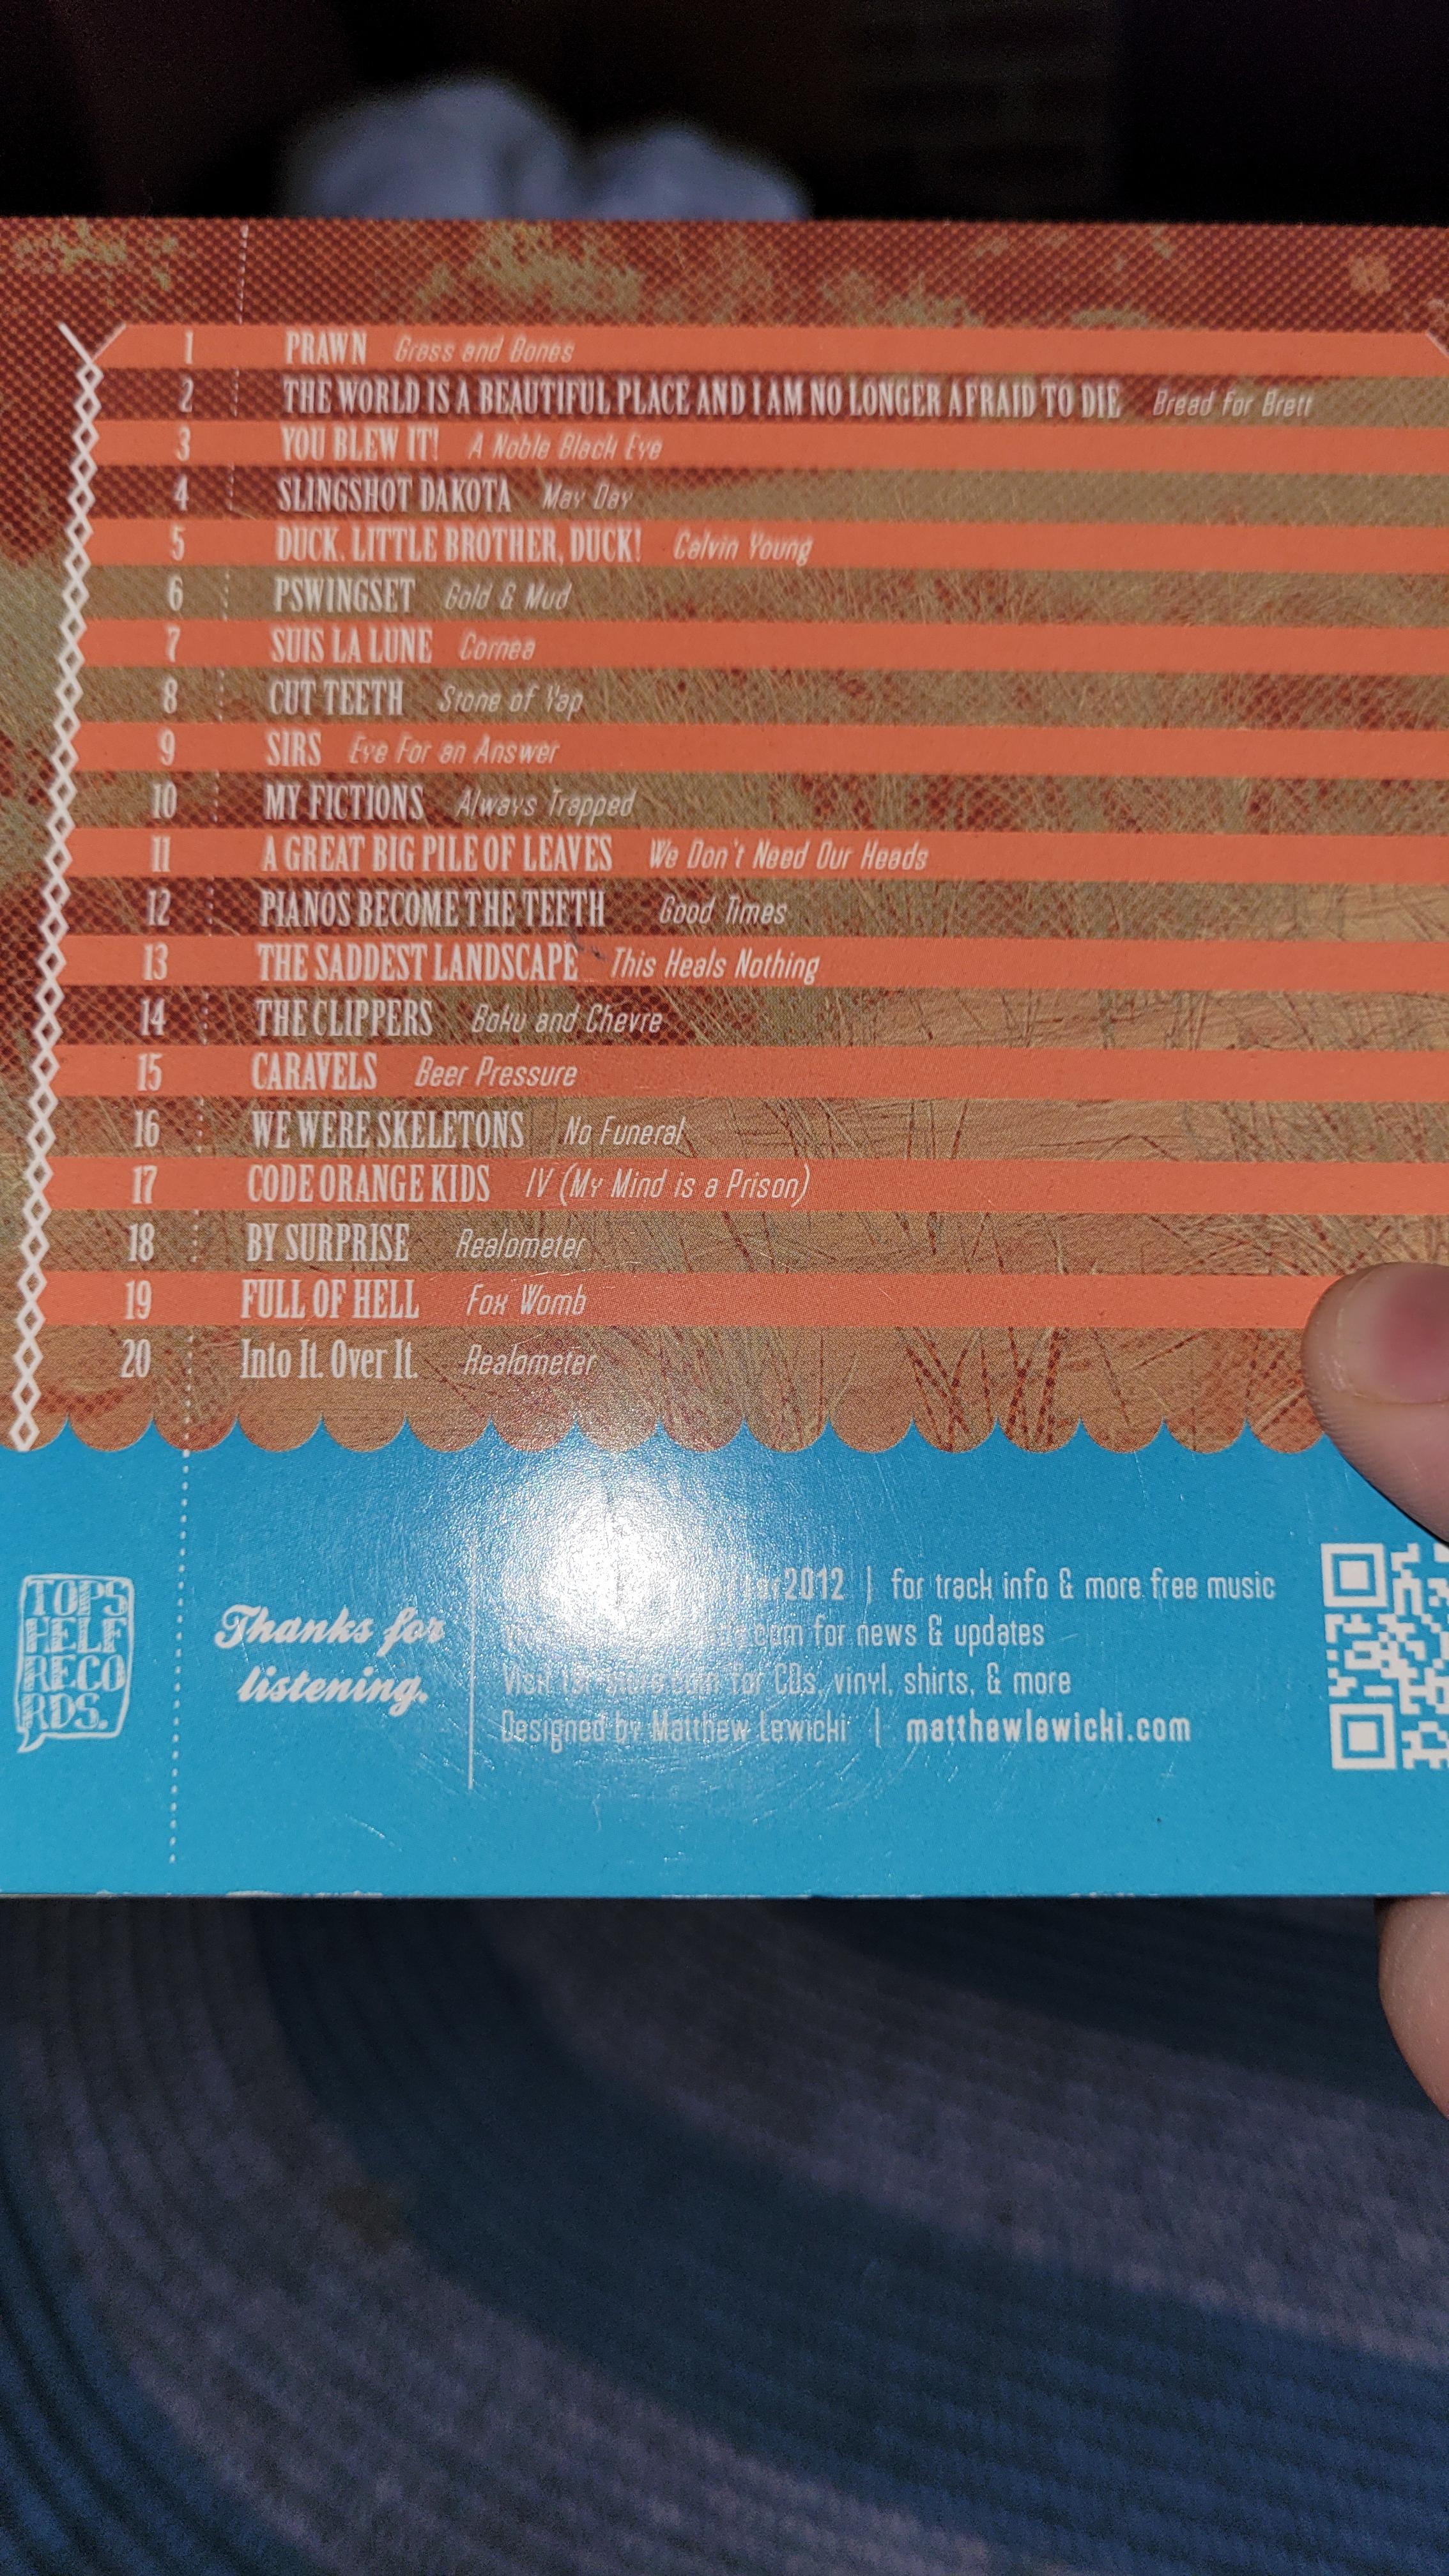 1 PRAWN Grass and Bones
2 THE WORLD IS A BEAUTIFUL PLACE AND I AM NO LONGER AFRAID TO DIE Bread for Brett
3 YOU BLEW IT! A Noble Black Eye
4 SLINGSHOT DAKOTA May Day
5 DUCK. LITTLE BROTHER, DUCK! Calvin Young
6 PSWINGSET Gold & Mud
7 SUIS LA LUNE Cornea
8 CUT TEETH Stone of Yap
9 SIRS Eye For an Answer
10 MY FICTIONS Always Trapped
11 A GREAT BIG PILE OF LEAVES We Don't Need Our Heads
12 PIANOS BECOME THE TEETH Good Times
13 THE SADDEST LANDSCAPE This Heals Nothing
14 THE CLIPPERS Boku and Chevre
15 CARAVELS Beer Pressure
16 WE WERE SKELETONS No Funeral
17 CODE ORANGE KIDS IV (My Mind is a Prison)
18 BY SURPRISE Realometer
19 FULL OF HELL Fox Womb
20 Into It. Over It. Realometer
TOPS
HELF
RECO
RDS.
Thanks for
listening.
2012 | for track info & more free music
for news & updates
Visit for CDs, vinyl, shirts, & more
Designed by Matthew Lewicki | matthewlewicki.com